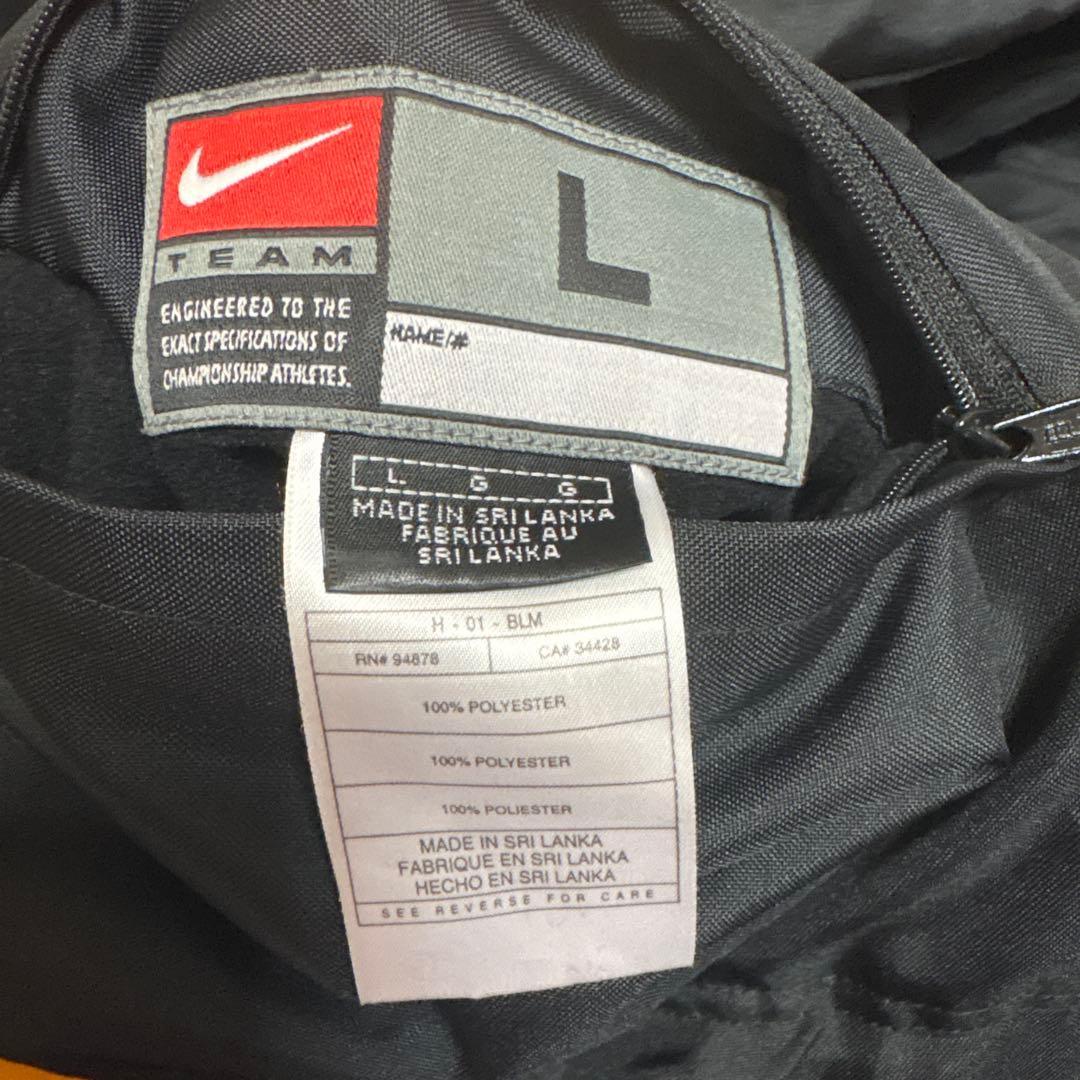 TEAM
ENGINEERED TO THE
EXACT SPECIFICATIONS OF
CHAMPIONSHIP ATHLETES.
L
NAME/#
L G G
MADE IN SRI LANKA
FABRIQUE AU
SRI LANKA
H - 01 - BLM
RN# 94878 CA# 34428
100% POLYESTER
100% POLYESTER
100% POLIESTER
MADE IN SRI LANKA
FABRIQUE EN SRI LANKA
HECHO EN SRI LANKA
SEE REVERSE FOR CARE